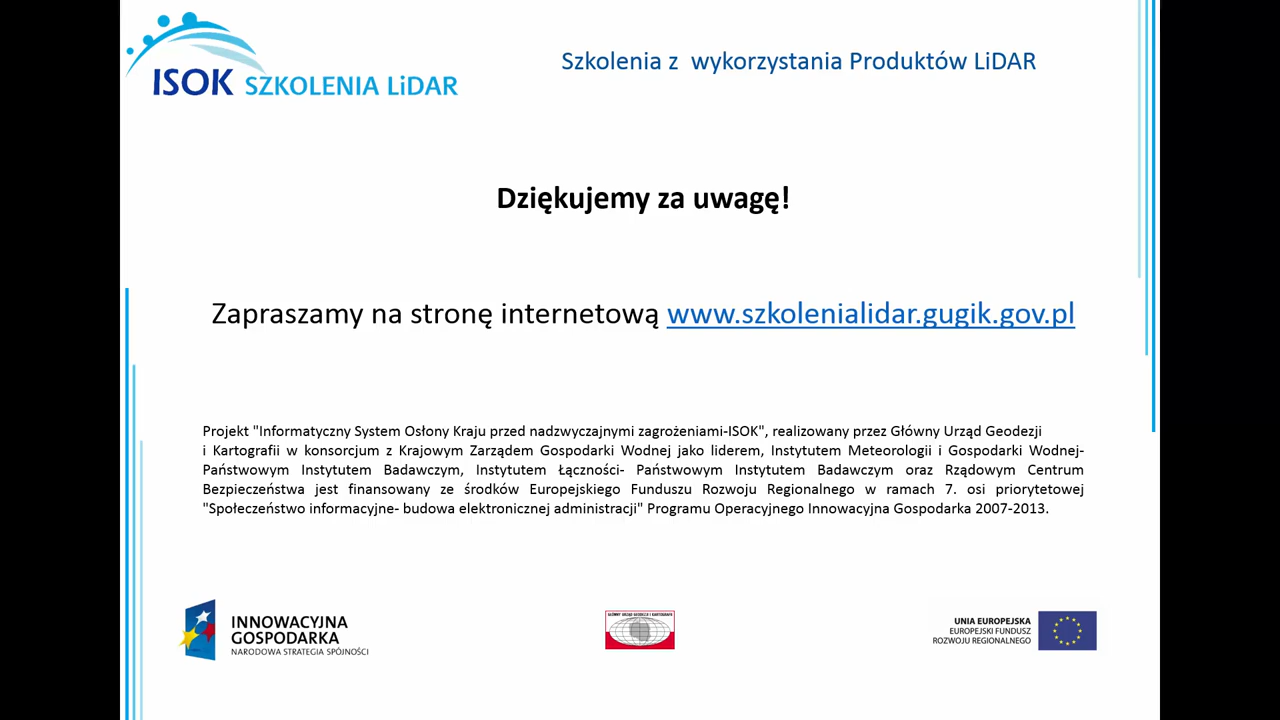 ISOK SZKOLENIA LiDAR
Szkolenia z wykorzystania Produktów LiDAR
Dziękujemy za uwagę!
Zapraszamy na stronę internetową www.szkolenialidar.gugik.gov.pl
Projekt "Informatyczny System Osłony Kraju przed nadzwyczajnymi zagrożeniami-ISOK", realizowany przez Główny Urząd Geodezji
i Kartografii w konsorcjum z Krajowym Zarządem Gospodarki Wodnej jako liderem, Instytutem Meteorologii i Gospodarki Wodnej-
Państwowym Instytutem Badawczym, Instytutem Łączności- Państwowym Instytutem Badawczym oraz Rządowym Centrum
Bezpieczeństwa jest finansowany ze środków Europejskiego Funduszu Rozwoju Regionalnego w ramach 7. osi priorytetowej
"Społeczeństwo informacyjne- budowa elektronicznej administracji" Programu Operacyjnego Innowacyjna Gospodarka 2007-2013.
INNOWACYJNA
GOSPODARKA
NARODOWA STRATEGIA SPÓJNOŚCI
GŁÓWNY URZĄD GEODEZJI I KARTOGRAFII
UNIA EUROPEJSKA
EUROPEJSKI FUNDUSZ
ROZWOJU REGIONALNEGO